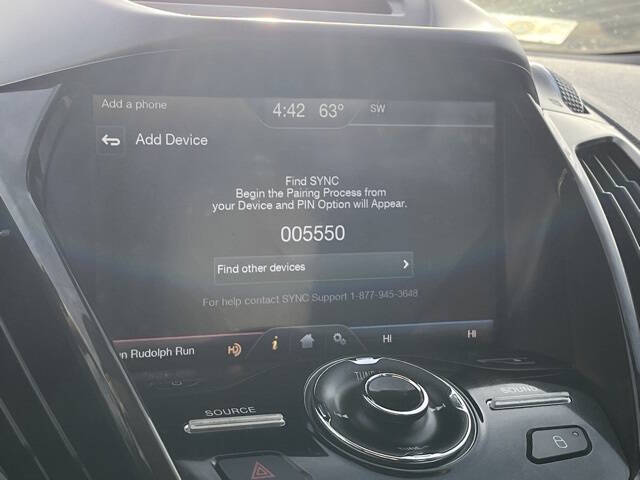 Add a phone
4:42 63° SW
Add Device
Find SYNC
Begin the Pairing Process from
your Device and PIN Option will Appear.
005550
Find other devices
For help contact SYNC Support 1-877-945-3648
Rudolph Run
i
HI HI
TUNE
SOURCE
SOUND